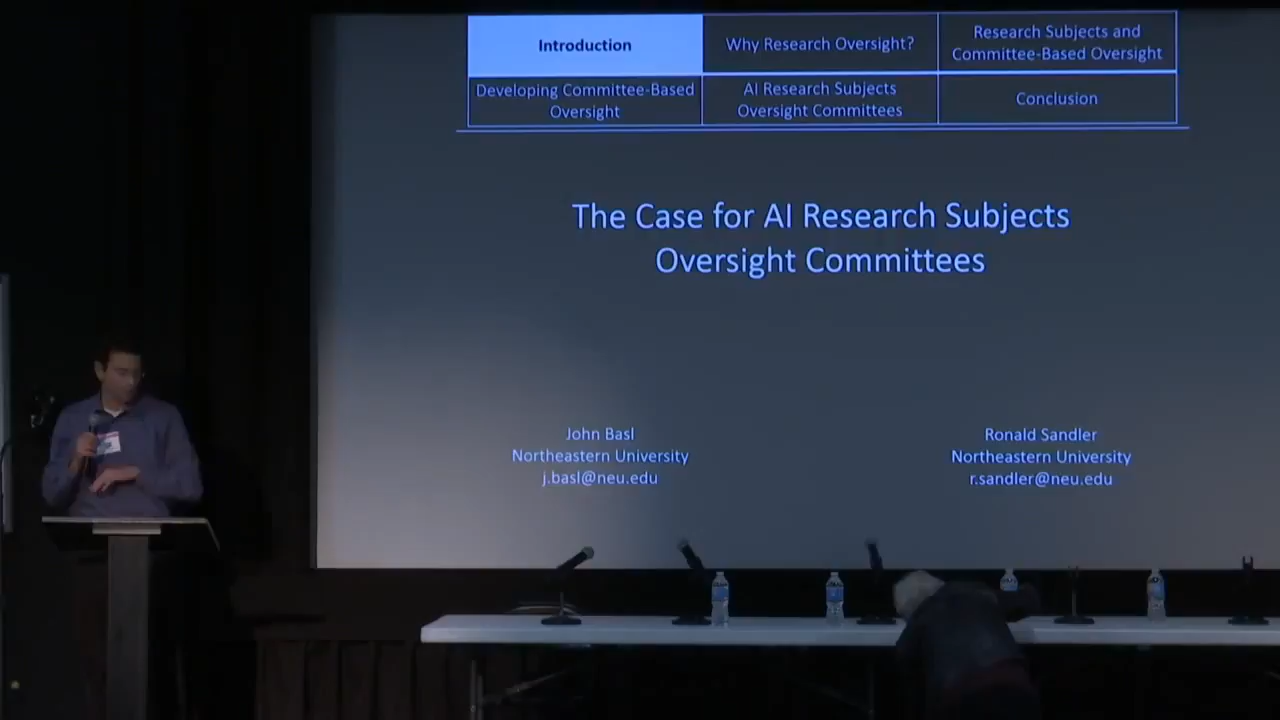 Introduction
Why Research Oversight?
Research Subjects and
Committee-Based Oversight
Developing Committee-Based
Oversight
AI Research Subjects
Oversight Committees
Conclusion
The Case for AI Research Subjects
Oversight Committees
John Basl
Northeastern University
j.basl@neu.edu
Ronald Sandler
Northeastern University
r.sandler@neu.edu